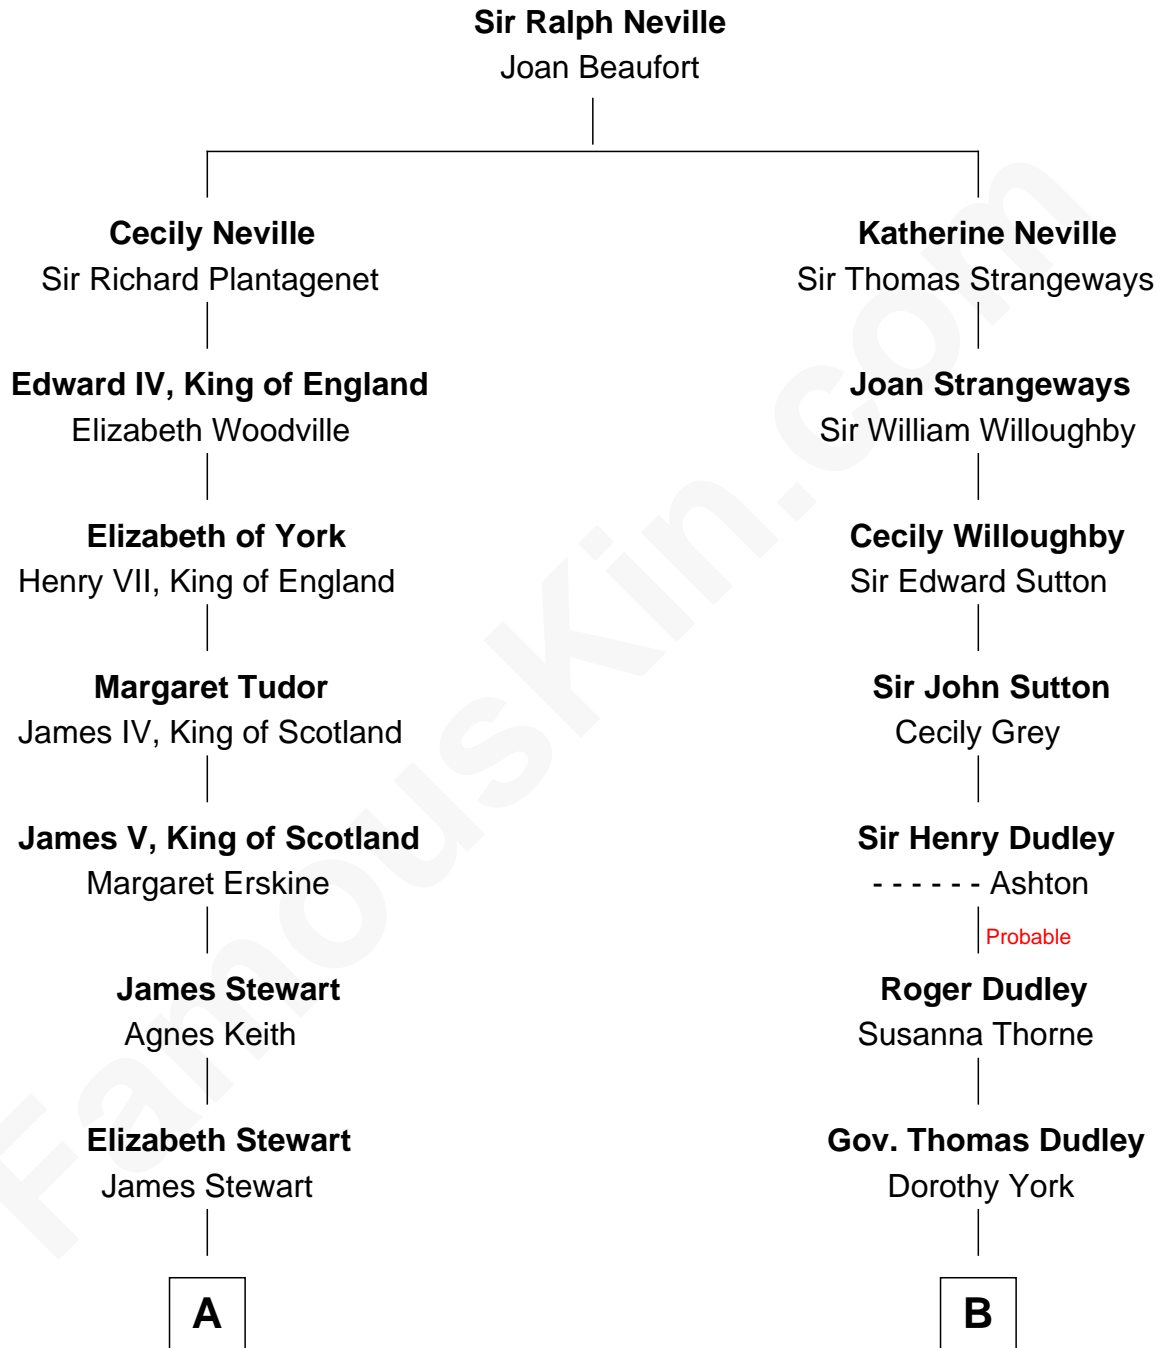 Sir Ralph Neville
Joan Beaufort
Cecily Neville
Sir Richard Plantagenet
Katherine Neville
Sir Thomas Strangeways
Edward IV, King of England
Elizabeth Woodville
Joan Strangeways
Sir William Willoughby
Elizabeth of York
Henry VII, King of England
Cecily Willoughby
Sir Edward Sutton
Margaret Tudor
James IV, King of Scotland
Sir John Sutton
Cecily Grey
James V, King of Scotland
Margaret Erskine
Sir Henry Dudley
- - - - - - Ashton
Probable
James Stewart
Agnes Keith
Roger Dudley
Susanna Thorne
Elizabeth Stewart
James Stewart
Gov. Thomas Dudley
Dorothy York
A
B
FamousKin.com